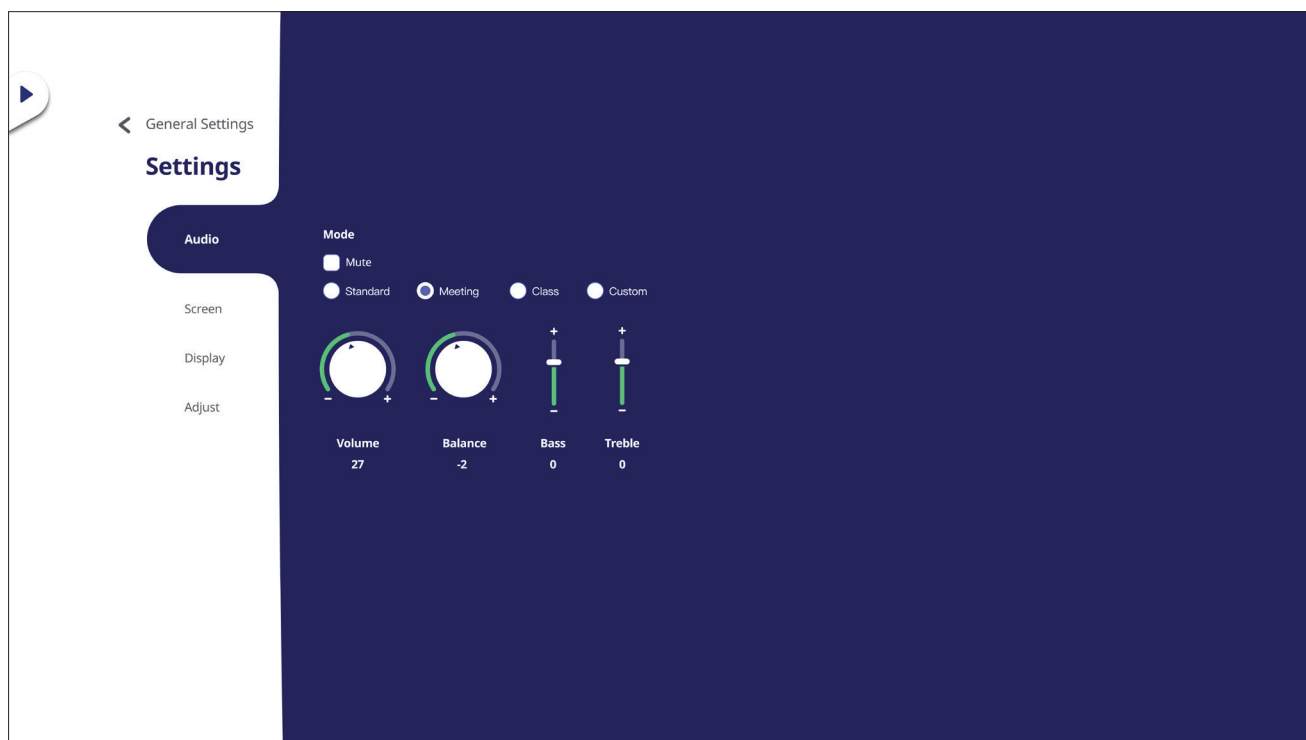 General Settings
Settings
Audio
Screen
Display
Adjust
Mode
Mute
Standard Meeting Class Custom
+ +
- + - + - -
Volume Balance Bass Treble
27 -2 0 0